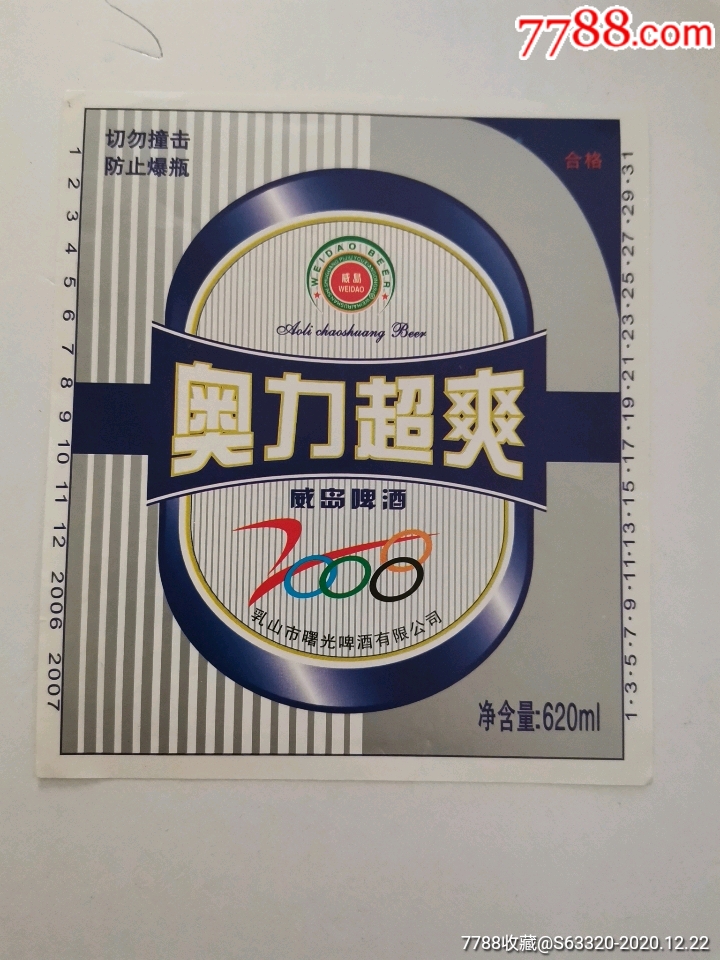 7788.com
切勿撞击
防止爆瓶
合格
WEIDAO BEER
威岛
WEIDAO
Aoli chaoshuang Beer
奥力超爽
威岛啤酒
2008
乳山市曙光啤酒有限公司
净含量:620ml
1 2 3 4 5 6 7 8 9 10 11 12 2006 2007
1·3·5·7·9·11·13·15·17·19·21·23·25·27·29·31
7788收藏@S63320-2020.12.22